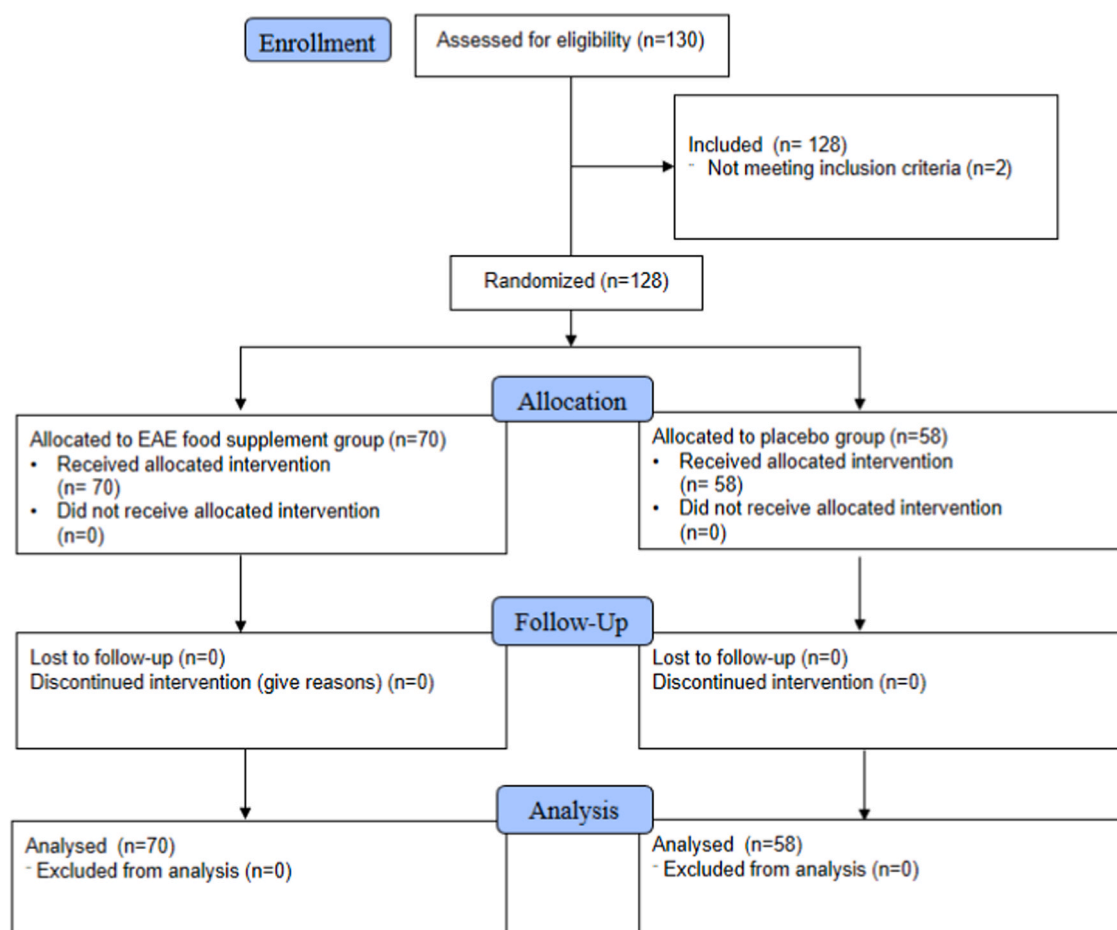 Enrollment
Assessed for eligibility (n=130)
Included (n= 128)
- Not meeting inclusion criteria (n=2)
Randomized (n=128)
Allocation
Allocated to EAE food supplement group (n=70)
• Received allocated intervention
(n= 70)
• Did not receive allocated intervention
(n=0)
Allocated to placebo group (n=58)
• Received allocated intervention
(n= 58)
• Did not receive allocated intervention
(n=0)
Follow-Up
Lost to follow-up (n=0)
Discontinued intervention (give reasons) (n=0)
Lost to follow-up (n=0)
Discontinued intervention (n=0)
Analysis
Analysed (n=70)
- Excluded from analysis (n=0)
Analysed (n=58)
- Excluded from analysis (n=0)